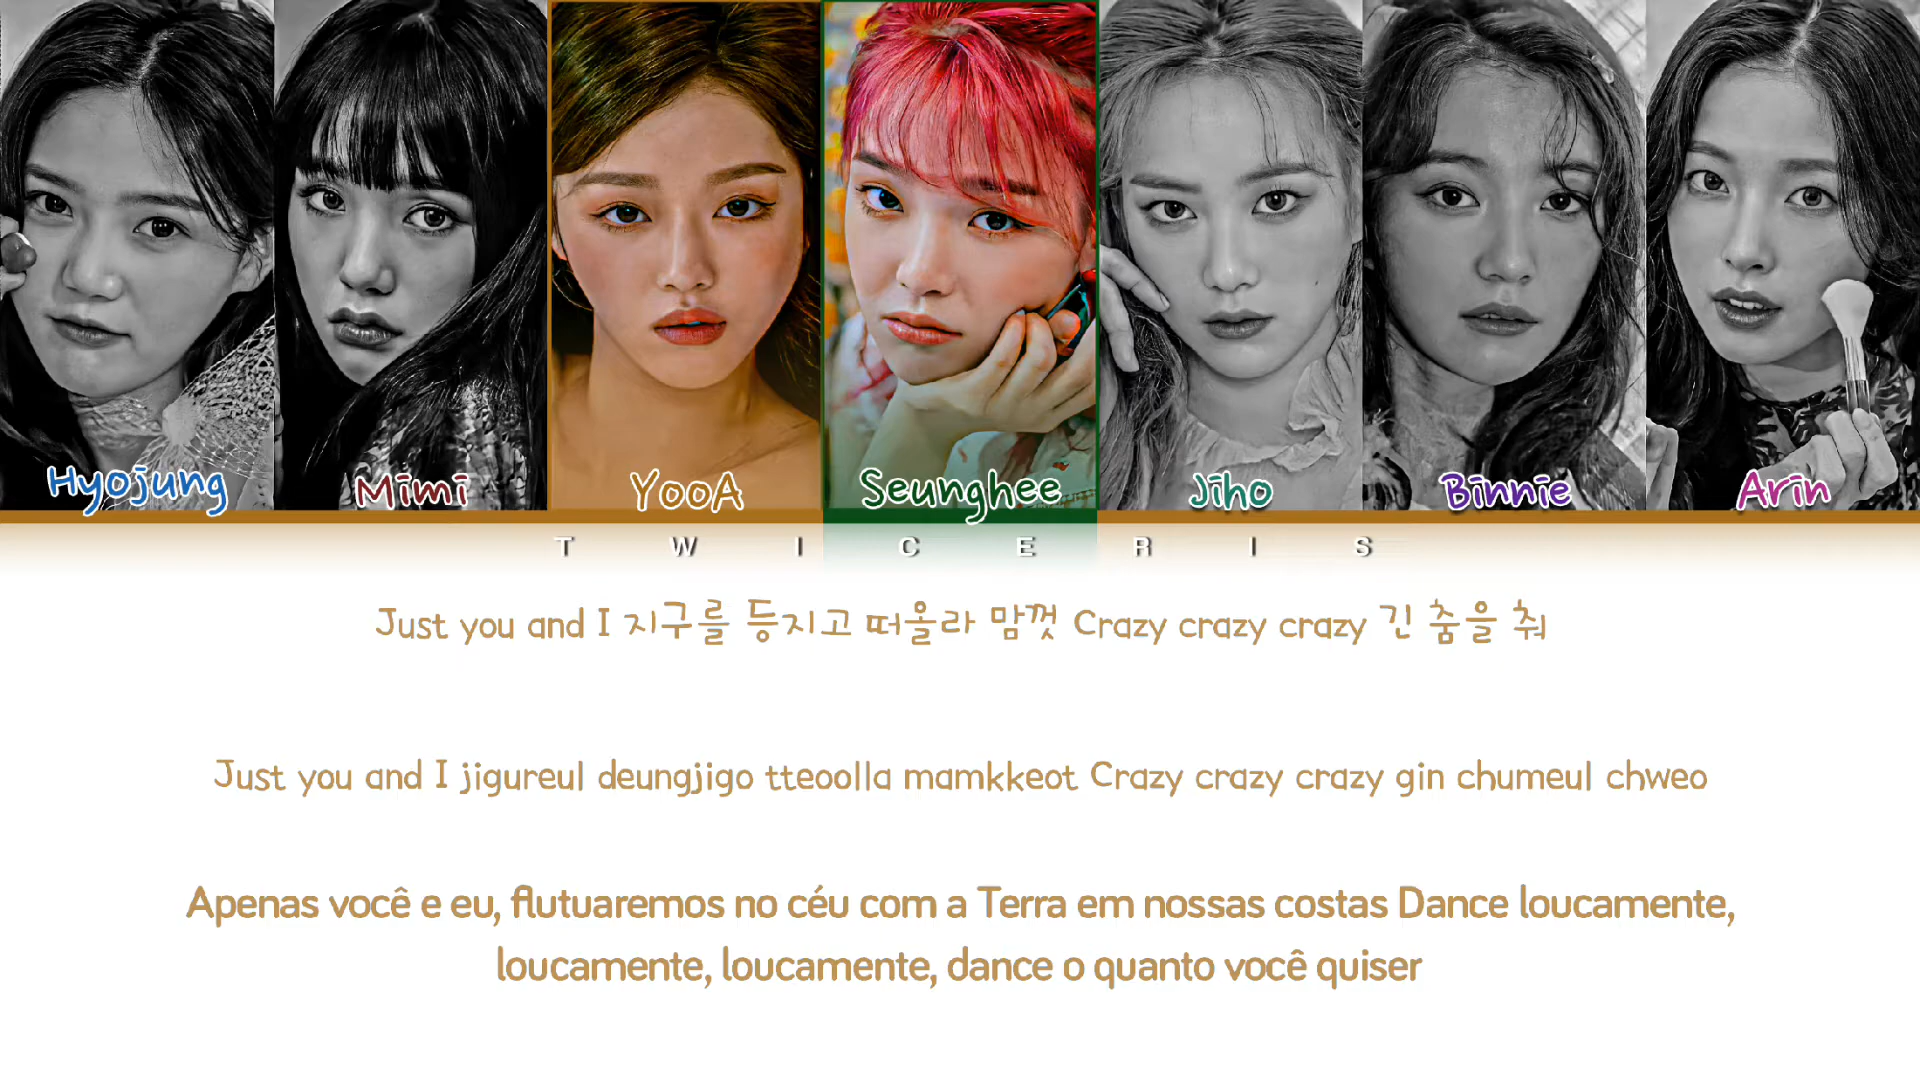 Hyojung Mimi YooA Seunghee Jiho Binnie Arin
T W I C E R I S
Just you and I 지구를 등지고 떠올라 맘껏 Crazy crazy crazy 긴 춤을 춰
Just you and I jigureul deungjigo tteoolla mamkkeot Crazy crazy crazy gin chumeul chweo
Apenas você e eu, flutuaremos no céu com a Terra em nossas costas Dance loucamente,
loucamente, loucamente, dance o quanto você quiser